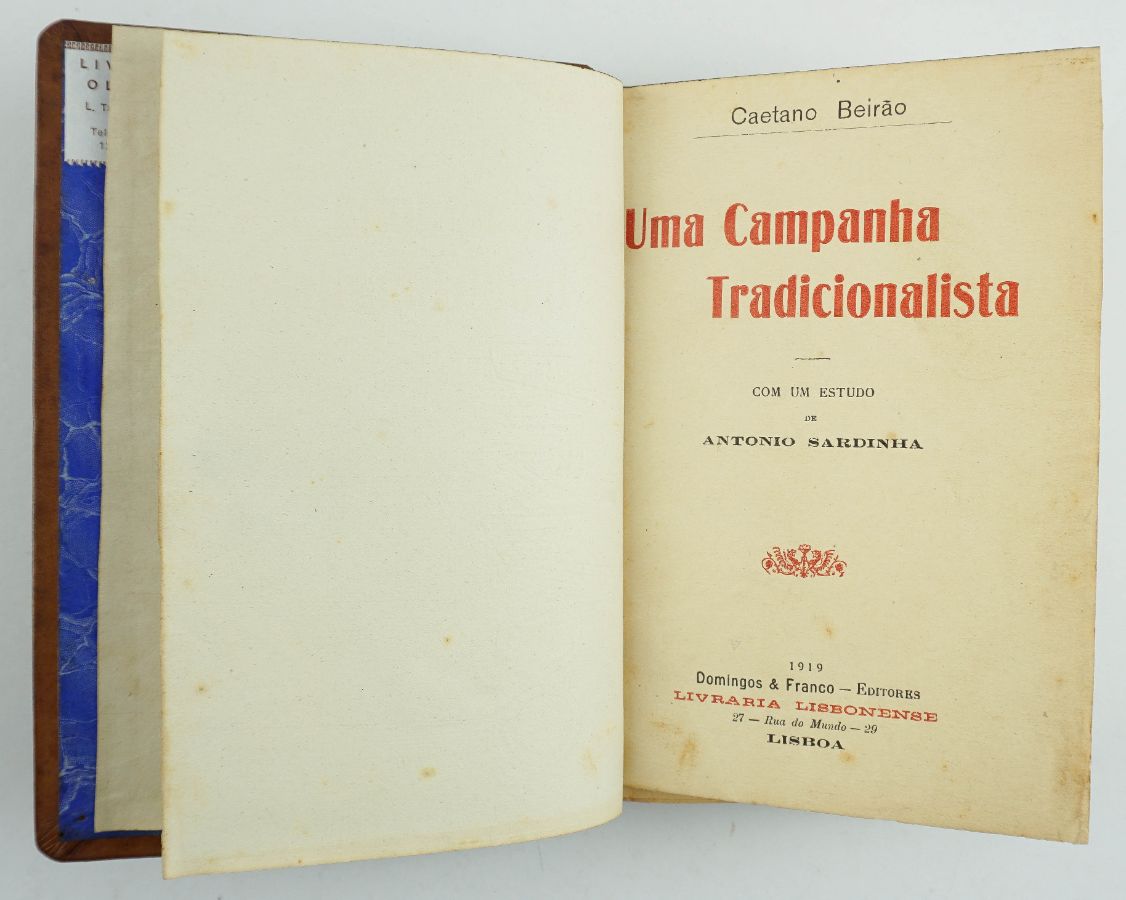 Caetano Beirão
Uma Campanha
Tradicionalista
COM UM ESTUDO
DE
ANTONIO SARDINHA
1919
Domingos & Franco — EDITORES
LIVRARIA LISBONENSE
27 — Rua do Mundo — 29
LISBOA